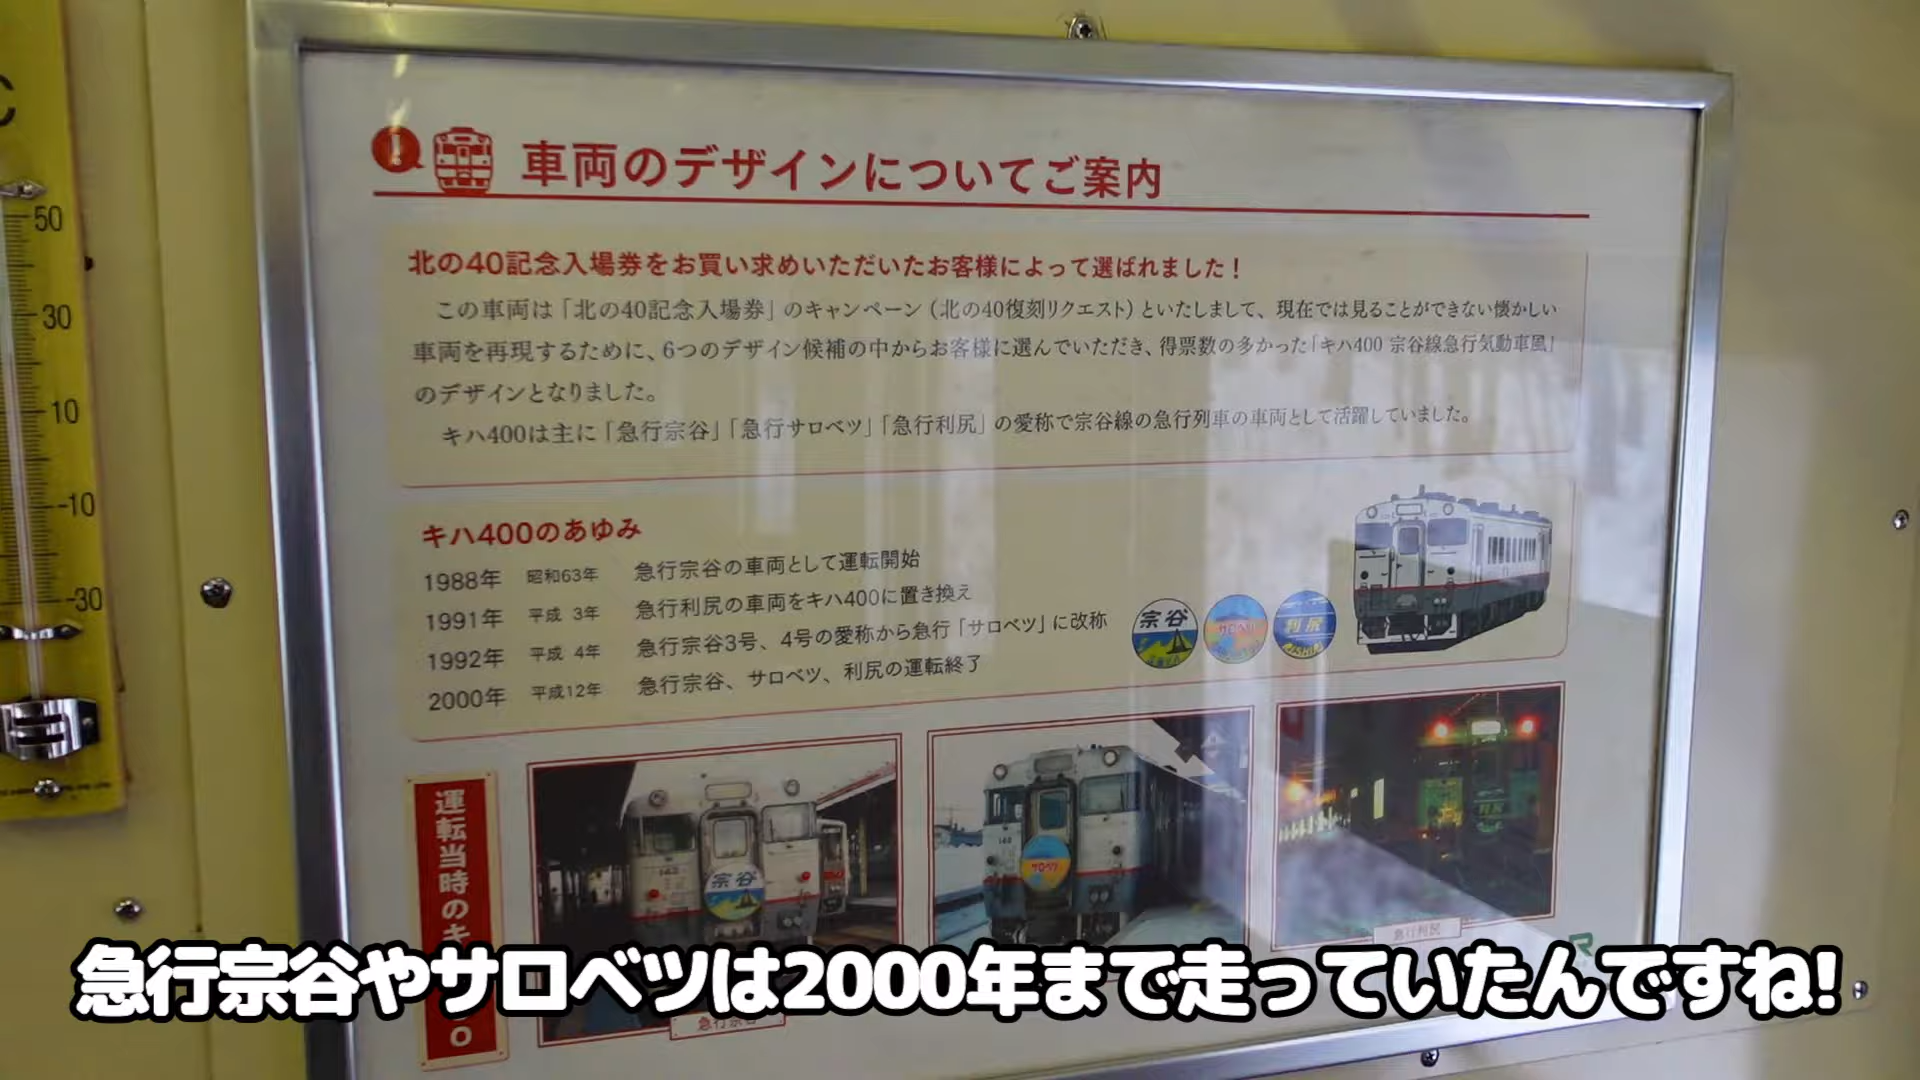 C
50
30
10
-10
-30
!
車両のデザインについてご案内
北の40記念入場券をお買い求めいただいたお客様によって選ばれました！
この車両は「北の40記念入場券」のキャンペーン（北の40復刻リクエスト）といたしまして、現在では見ることができない懐かしい
車両を再現するために、6つのデザイン候補の中からお客様に選んでいただき、得票数の多かった「キハ400 宗谷線急行気動車風」
のデザインとなりました。
キハ400は主に「急行宗谷」「急行サロベツ」「急行利尻」の愛称で宗谷線の急行列車の車両として活躍していました。
キハ400のあゆみ
1988年 昭和63年 急行宗谷の車両として運転開始
1991年 平成 3年 急行利尻の車両をキハ400に置き換え
1992年 平成 4年 急行宗谷3号、4号の愛称から急行「サロベツ」に改称
2000年 平成12年 急行宗谷、サロベツ、利尻の運転終了
宗谷
サロベツ
利尻
RISHIRI
運転当時のキ
0
宗谷
サロベツ
急行利尻
急行宗谷やサロベツは2000年まで走っていたんですね!
急行宗谷